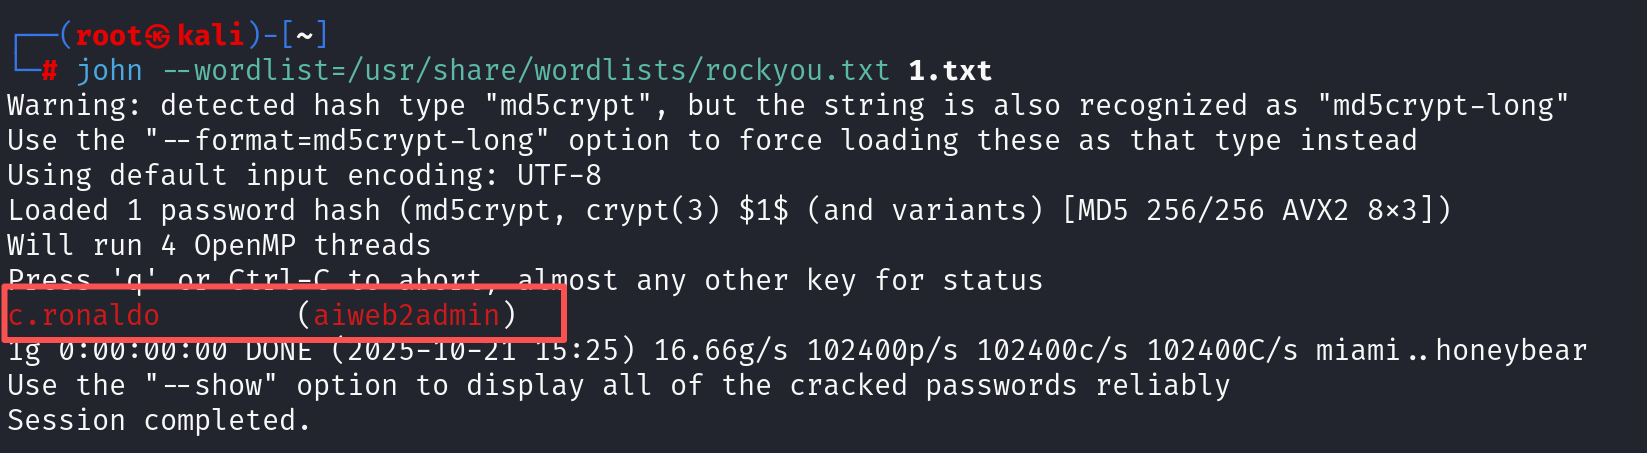 ┌──(root㉿kali)-[~]
└─# john --wordlist=/usr/share/wordlists/rockyou.txt 1.txt
Warning: detected hash type "md5crypt", but the string is also recognized as "md5crypt-long"
Use the "--format=md5crypt-long" option to force loading these as that type instead
Using default input encoding: UTF-8
Loaded 1 password hash (md5crypt, crypt(3) $1$ (and variants) [MD5 256/256 AVX2 8x3])
Will run 4 OpenMP threads
Press 'q' or Ctrl-C to abort, almost any other key for status
c.ronaldo        (aiweb2admin)
1g 0:00:00:00 DONE (2025-10-21 15:25) 16.66g/s 102400p/s 102400c/s 102400C/s miami..honeybear
Use the "--show" option to display all of the cracked passwords reliably
Session completed.